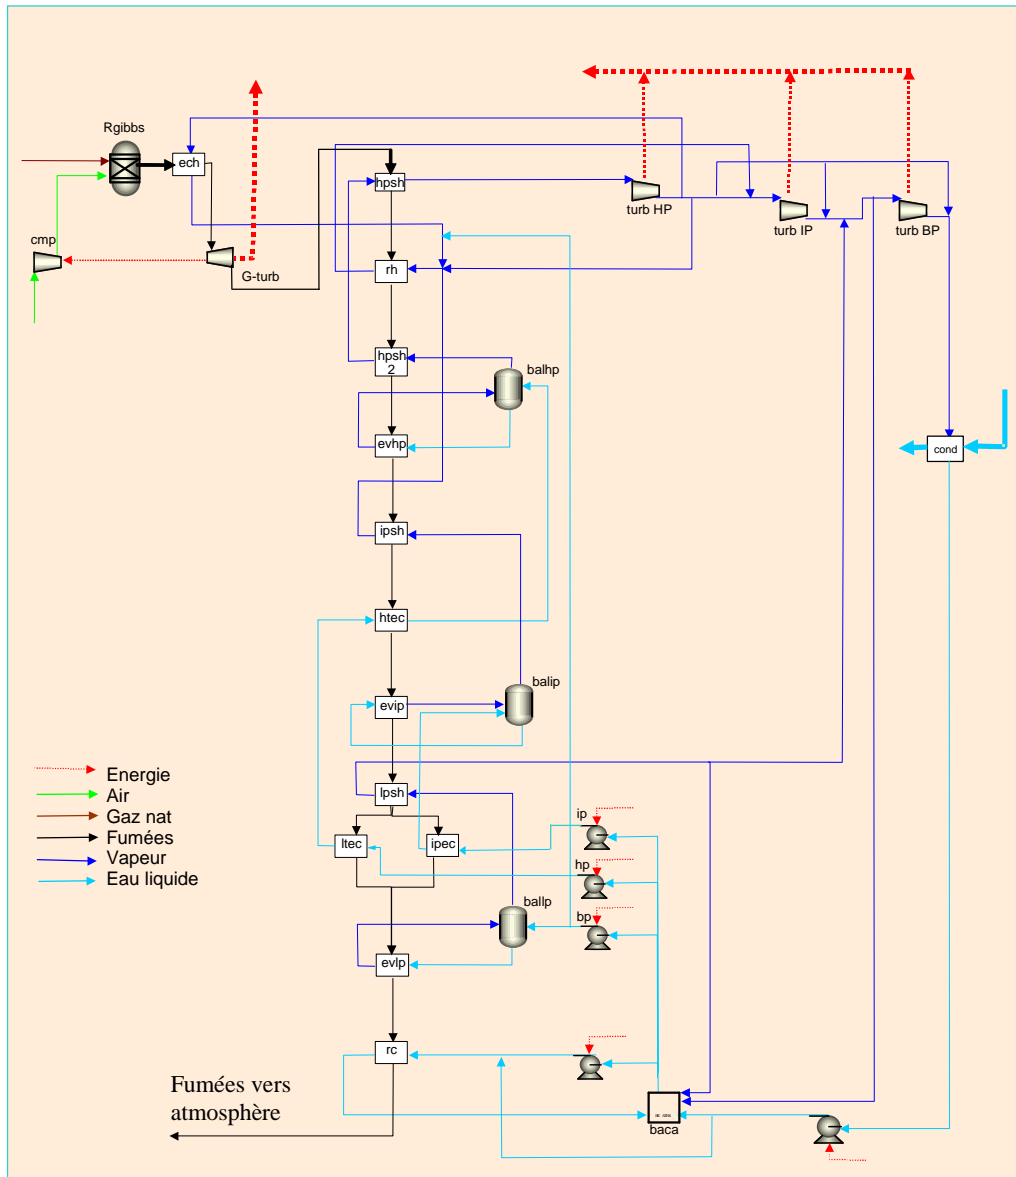 Rgibbs
ech
hpsh
turb HP
turb IP
turb BP
cmp
G-turb
rh
hpsh
2
balhp
evhp
cond
ipsh
htec
balip
evip
Energie
Air
Gaz nat
Fumées
Vapeur
Eau liquide
lpsh
ip
ltec
ipec
hp
ballp
bp
evlp
rc
Fumées vers
atmosphère
baca